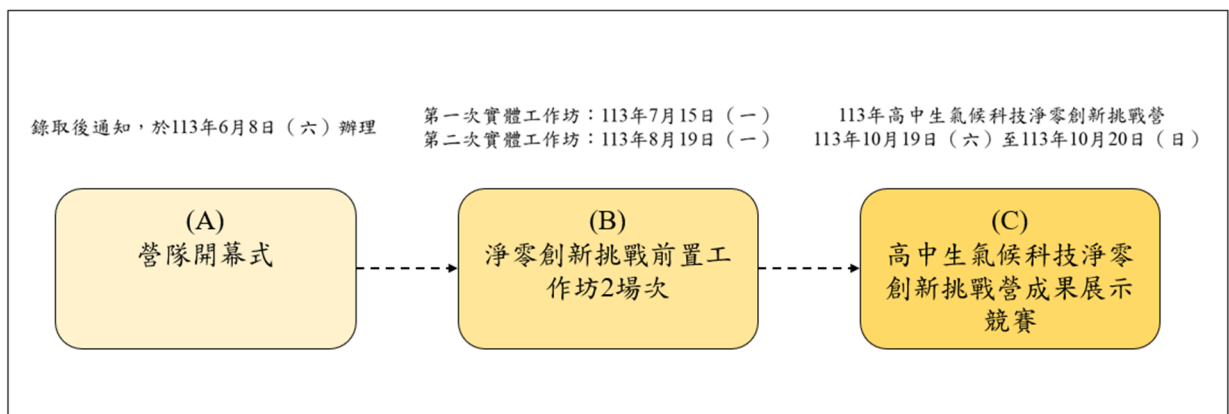 錄取後通知，於113年6月8日（六）辦理
第一次實體工作坊：113年7月15日（一）
第二次實體工作坊：113年8月19日（一）
113年高中生氣候科技淨零創新挑戰營
113年10月19日（六）至113年10月20日（日）
(A)
營隊開幕式
(B)
淨零創新挑戰前置工
作坊2場次
(C)
高中生氣候科技淨零
創新挑戰營成果展示
競賽